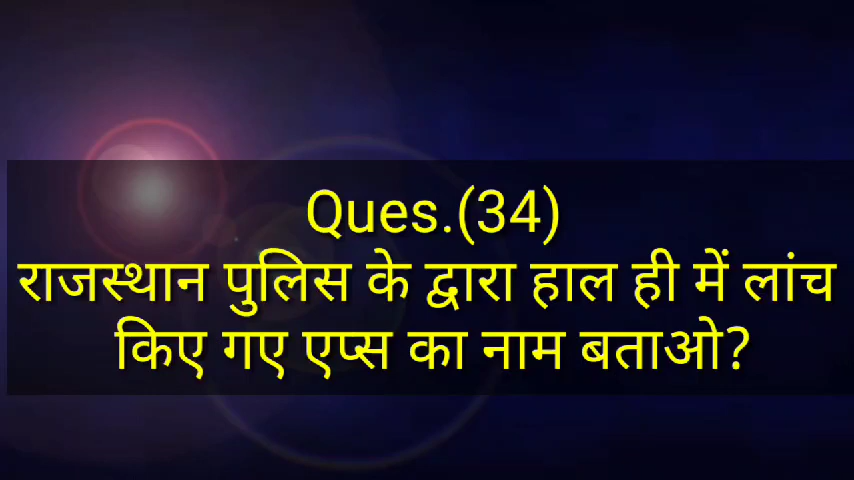 Ques.(34)
राजस्थान पुलिस के द्वारा हाल ही में लांच
किए गए एप्स का नाम बताओ?